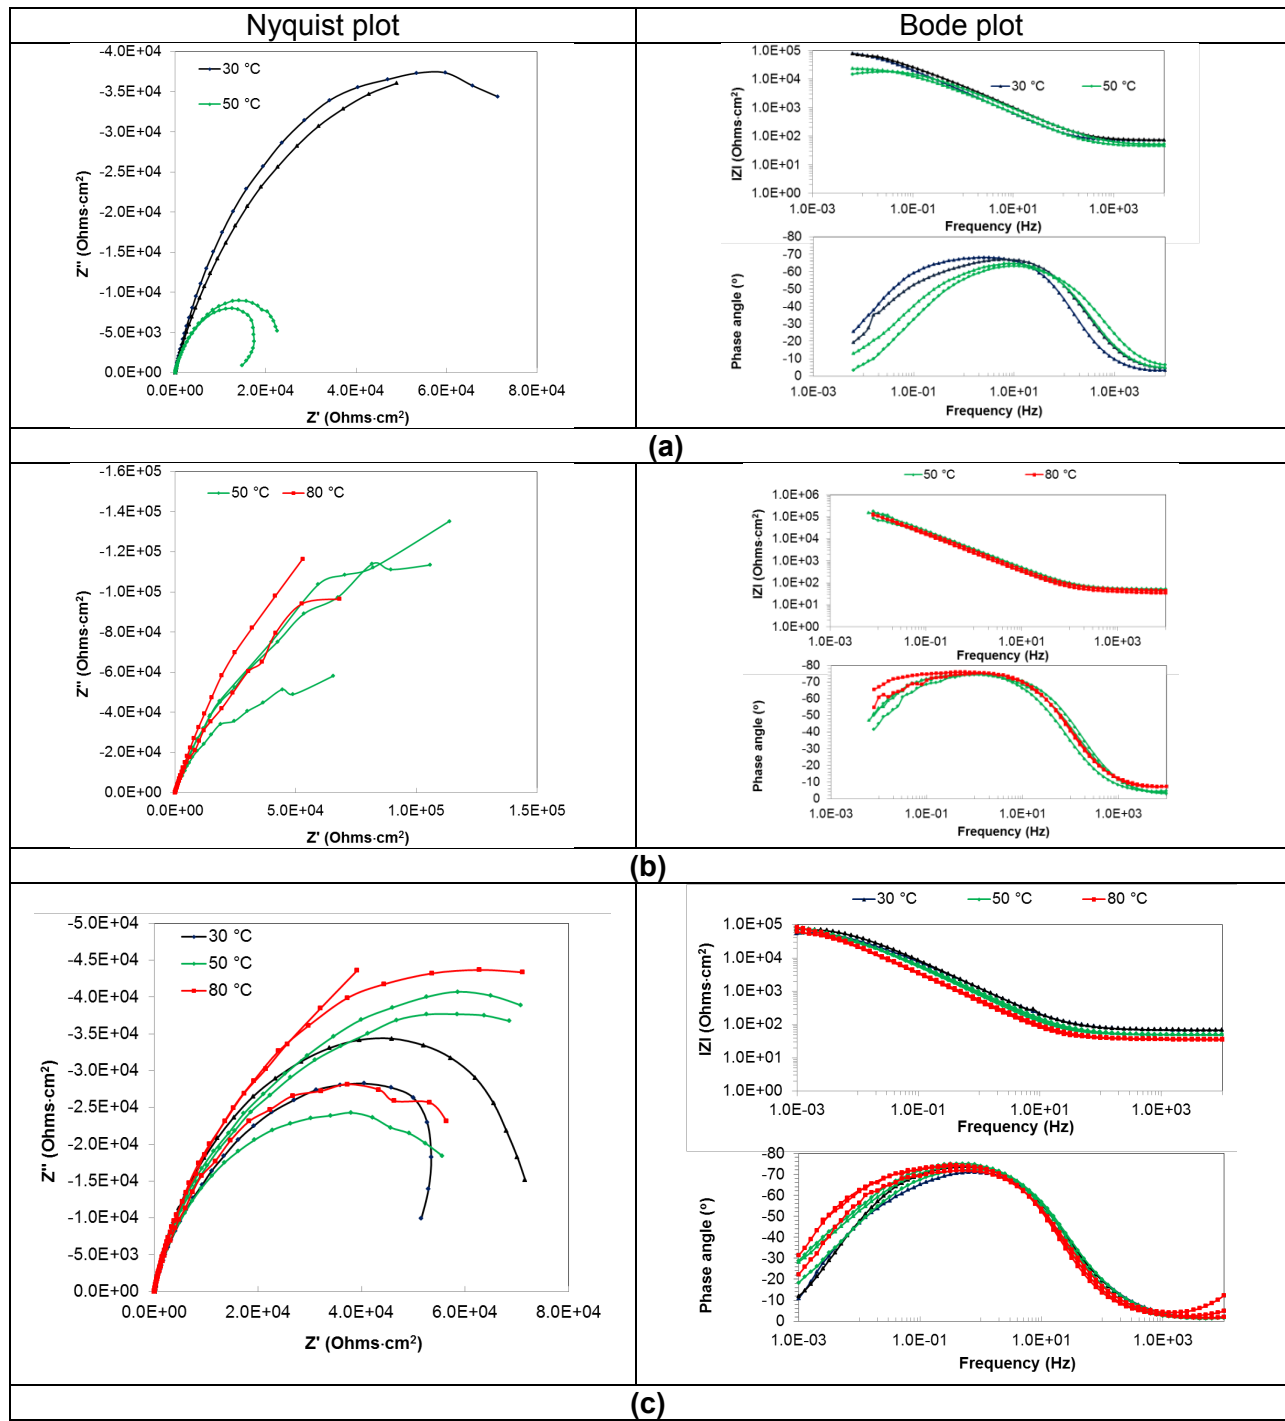 Nyquist plot
Bode plot
-4.0E+04
-3.5E+04
-3.0E+04
-2.5E+04
-2.0E+04
-1.5E+04
-1.0E+04
-5.0E+03
0.0E+00
Z'' (Ohms·cm²)
30 °C
50 °C
0.0E+00 2.0E+04 4.0E+04 6.0E+04 8.0E+04
Z' (Ohms·cm²)
1.0E+05
1.0E+04
1.0E+03
1.0E+02
1.0E+01
1.0E+00
IZI (Ohms·cm²)
30 °C 50 °C
1.0E-03 1.0E-01 1.0E+01 1.0E+03
Frequency (Hz)
-80
-70
-60
-50
-40
-30
-20
-10
0
Phase angle (º)
1.0E-03 1.0E-01 1.0E+01 1.0E+03
Frequency (Hz)
(a)
-1.6E+05
-1.4E+05
-1.2E+05
-1.0E+05
-8.0E+04
-6.0E+04
-4.0E+04
-2.0E+04
0.0E+00
Z'' (Ohms·cm²)
50 °C 80 °C
0.0E+00 5.0E+04 1.0E+05 1.5E+05
Z' (Ohms·cm²)
50 °C 80 °C
1.0E+06
1.0E+05
1.0E+04
1.0E+03
1.0E+02
1.0E+01
1.0E+00
IZI (Ohms·cm²)
1.0E-03 1.0E-01 1.0E+01 1.0E+03
Frequency (Hz)
-80
-70
-60
-50
-40
-30
-20
-10
0
Phase angle (º)
1.0E-03 1.0E-01 1.0E+01 1.0E+03
Frequency (Hz)
(b)
-5.0E+04
-4.5E+04
-4.0E+04
-3.5E+04
-3.0E+04
-2.5E+04
-2.0E+04
-1.5E+04
-1.0E+04
-5.0E+03
0.0E+00
Z'' (Ohms·cm²)
30 °C
50 °C
80 °C
0.0E+00 2.0E+04 4.0E+04 6.0E+04 8.0E+04
Z' (Ohms·cm²)
30 °C 50 °C 80 °C
1.0E+05
1.0E+04
1.0E+03
1.0E+02
1.0E+01
1.0E+00
IZI (Ohms·cm²)
1.0E-03 1.0E-01 1.0E+01 1.0E+03
Frequency (Hz)
-80
-70
-60
-50
-40
-30
-20
-10
0
Phase angle (º)
1.0E-03 1.0E-01 1.0E+01 1.0E+03
Frequency (Hz)
(c)